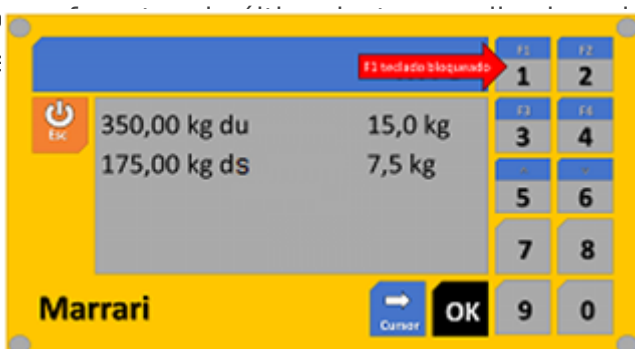 F1 F2
F1 teclado bloqueado
1 2
Esc
350,00 kg du 15,0 kg
F3 F4
3 4
175,00 kg ds 7,5 kg
5 6
7 8
Marrari
Cursor
OK
9 0